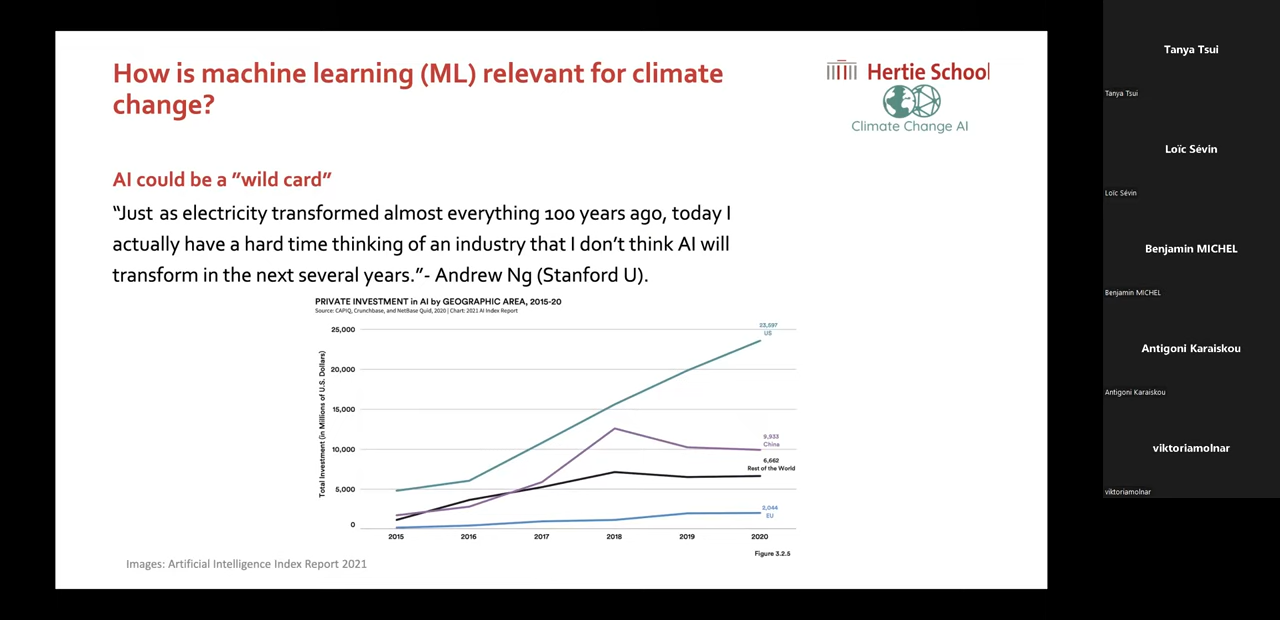 How is machine learning (ML) relevant for climate
change?
Hertie School
Climate Change AI
AI could be a "wild card"
“Just as electricity transformed almost everything 100 years ago, today I
actually have a hard time thinking of an industry that I don’t think AI will
transform in the next several years.”- Andrew Ng (Stanford U).
PRIVATE INVESTMENT in AI by GEOGRAPHIC AREA, 2015-20
Source: CAPIQ, Crunchbase, and NetBase Quid, 2020 | Chart: 2021 AI Index Report
Total Investment (in Millions of U.S. Dollars)
25,000
20,000
15,000
10,000
5,000
0
23,597
US
9,933
China
6,662
Rest of the World
2,044
EU
2015 2016 2017 2018 2019 2020
Figure 3.2.5
Images: Artificial Intelligence Index Report 2021
Tanya Tsui
Tanya Tsui
Loïc Sévin
Loïc Sévin
Benjamin MICHEL
Benjamin MICHEL
Antigoni Karaiskou
Antigoni Karaiskou
viktoriamolnar
viktoriamolnar